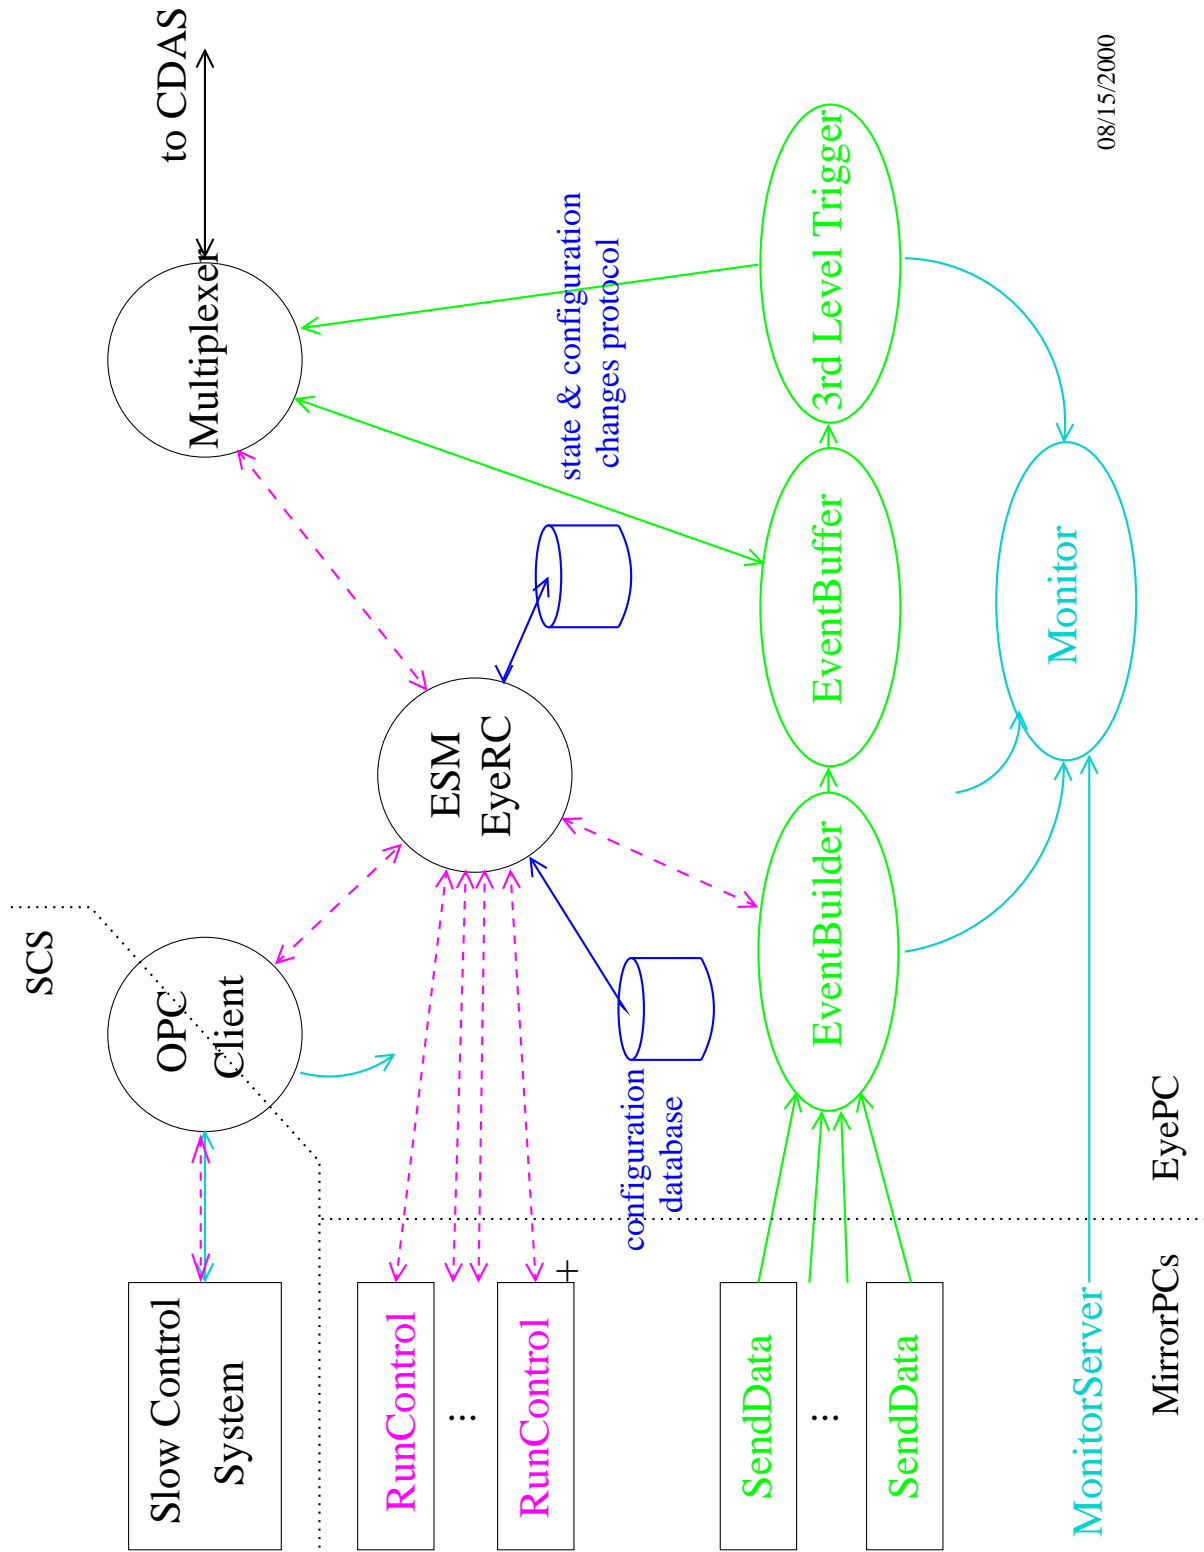 Slow Control
System
OPC
Client
SCS
Multiplexer
to CDAS
RunControl
...
RunControl
+
ESM
EyeRC
state & configuration
changes protocol
configuration
database
SendData
...
SendData
EventBuilder
EventBuffer
3rd Level Trigger
MonitorServer
Monitor
MirrorPCs
EyePC
08/15/2000